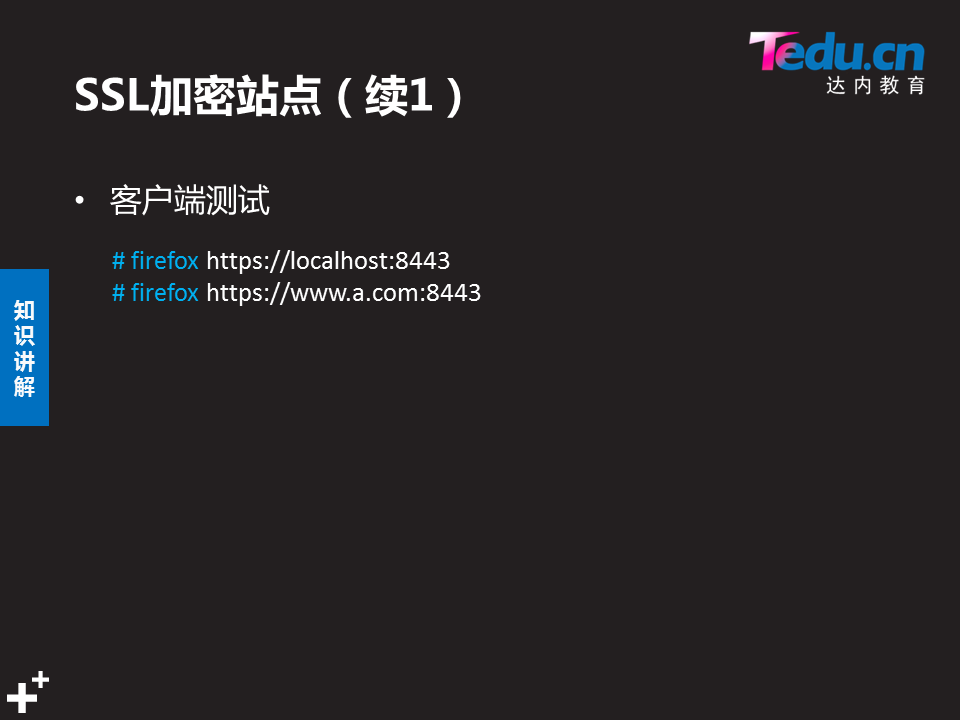 Tedu.cn
达内教育
SSL加密站点（续1）
• 客户端测试
# firefox https://localhost:8443
# firefox https://www.a.com:8443
知
识
讲
解